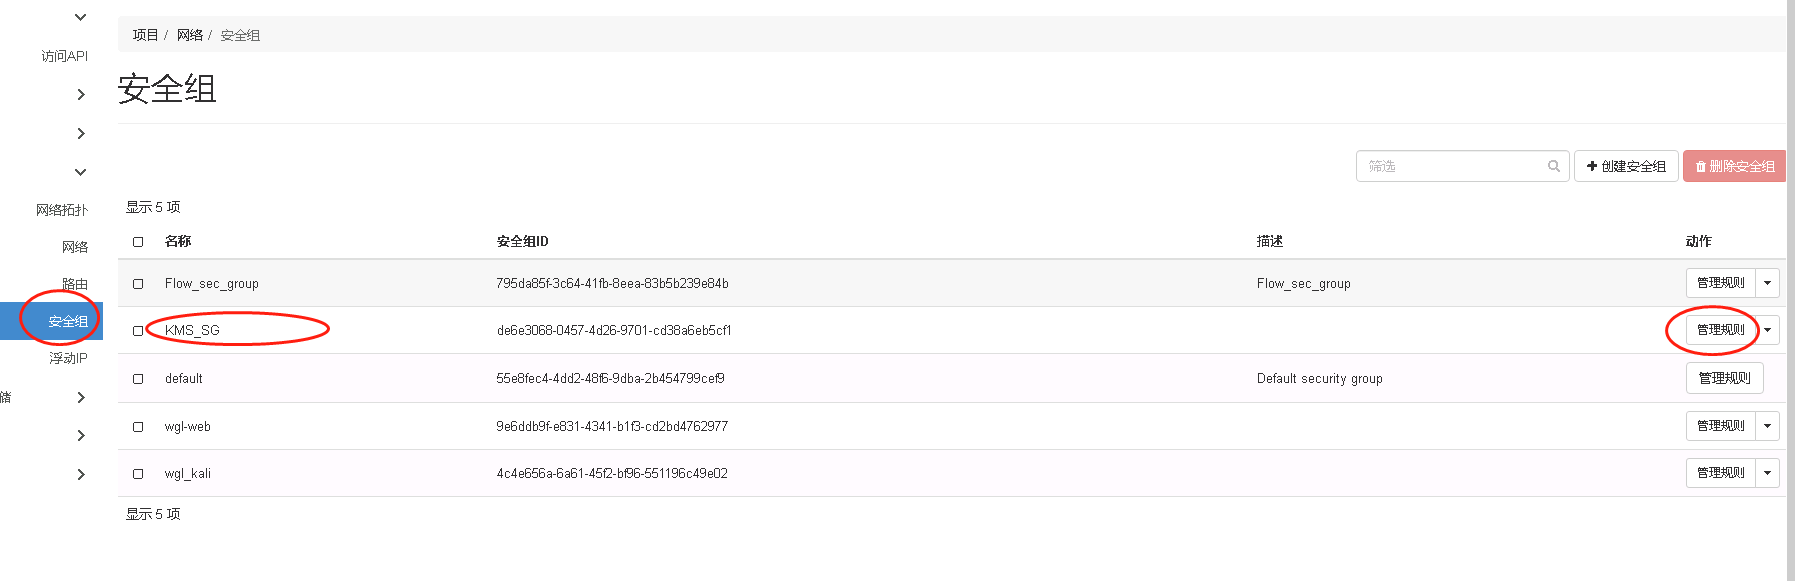 项目 / 网络 / 安全组
访问API
安全组
筛选
创建安全组
删除安全组
网络拓扑
网络
路由
安全组
浮动IP
储
显示 5 项
名称 安全组ID 描述 动作
Flow_sec_group 795da85f-3c64-41fb-8eea-83b5b239e84b Flow_sec_group 管理规则
KMS_SG de6e3068-0457-4d26-9701-cd38a6eb5cf1 管理规则
default 55e8fec4-4dd2-48f6-9dba-2b454799cef9 Default security group 管理规则
wgl-web 9e6ddb9f-e831-4341-b1f3-cd2bd4762977 管理规则
wgl_kali 4c4e656a-6a61-45f2-bf96-551196c49e02 管理规则
显示 5 项